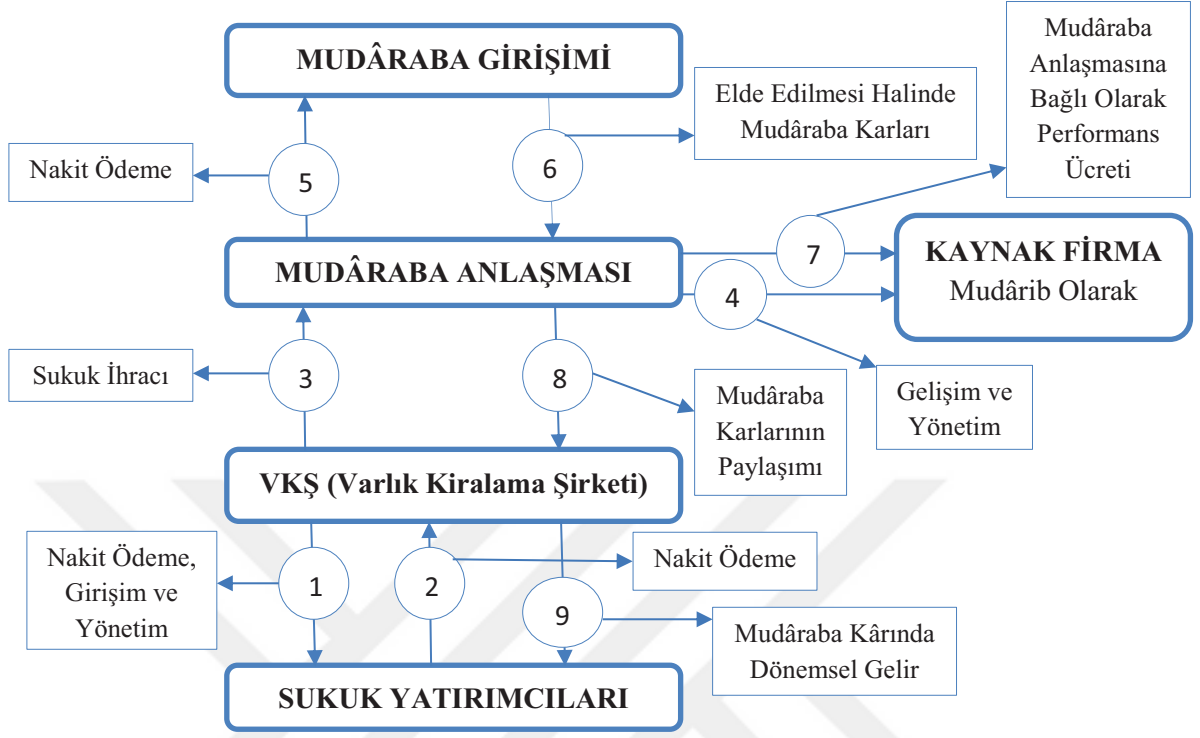 MUDÂRABA GİRİŞİMİ
Mudâraba
Anlaşmasına
Bağlı Olarak
Performans
Ücreti
Elde Edilmesi Halinde
Mudâraba Karları
Nakit Ödeme
5
6
7
MUDÂRABA ANLAŞMASI
KAYNAK FİRMA
Mudârib Olarak
4
Sukuk İhracı
3
8
Mudâraba
Karlarının
Paylaşımı
Gelişim ve
Yönetim
VKŞ (Varlık Kiralama Şirketi)
Nakit Ödeme,
Girişim ve
Yönetim
1
2
Nakit Ödeme
9
Mudâraba Kârında
Dönemsel Gelir
SUKUK YATIRIMCILARI